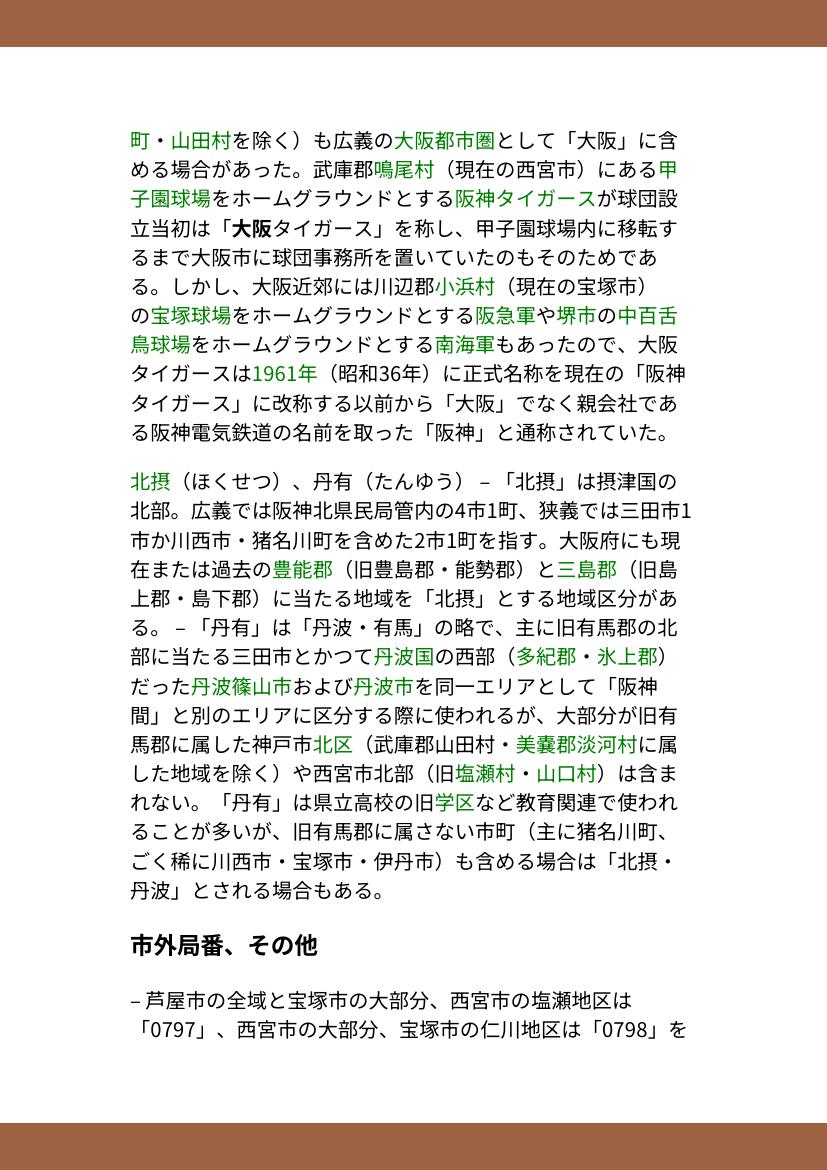 町・山田村を除く）も広義の大阪都市圏として「大阪」に含
める場合があった。武庫郡鳴尾村（現在の西宮市）にある甲
子園球場をホームグラウンドとする阪神タイガースが球団設
立当初は「大阪タイガース」を称し、甲子園球場内に移転す
るまで大阪市に球団事務所を置いていたのもそのためであ
る。しかし、大阪近郊には川辺郡小浜村（現在の宝塚市）
の宝塚球場をホームグラウンドとする阪急軍や堺市の中百舌
鳥球場をホームグラウンドとする南海軍もあったので、大阪
タイガースは1961年（昭和36年）に正式名称を現在の「阪神
タイガース」に改称する以前から「大阪」でなく親会社であ
る阪神電気鉄道の名前を取った「阪神」と通称されていた。
北摂（ほくせつ）、丹有（たんゆう） – 「北摂」は摂津国の
北部。広義では阪神北県民局管内の4市1町、狭義では三田市1
市か川西市・猪名川町を含めた2市1町を指す。大阪府にも現
在または過去の豊能郡（旧豊島郡・能勢郡）と三島郡（旧島
上郡・島下郡）に当たる地域を「北摂」とする地域区分があ
る。 – 「丹有」は「丹波・有馬」の略で、主に旧有馬郡の北
部に当たる三田市とかつて丹波国の西部（多紀郡・氷上郡）
だった丹波篠山市および丹波市を同一エリアとして「阪神
間」と別のエリアに区分する際に使われるが、大部分が旧有
馬郡に属した神戸市北区（武庫郡山田村・美嚢郡淡河村に属
した地域を除く）や西宮市北部（旧塩瀬村・山口村）は含ま
れない。「丹有」は県立高校の旧学区など教育関連で使われ
ることが多いが、旧有馬郡に属さない市町（主に猪名川町、
ごく稀に川西市・宝塚市・伊丹市）も含める場合は「北摂・
丹波」とされる場合もある。
市外局番、その他
– 芦屋市の全域と宝塚市の大部分、西宮市の塩瀬地区は
「0797」、西宮市の大部分、宝塚市の仁川地区は「0798」を